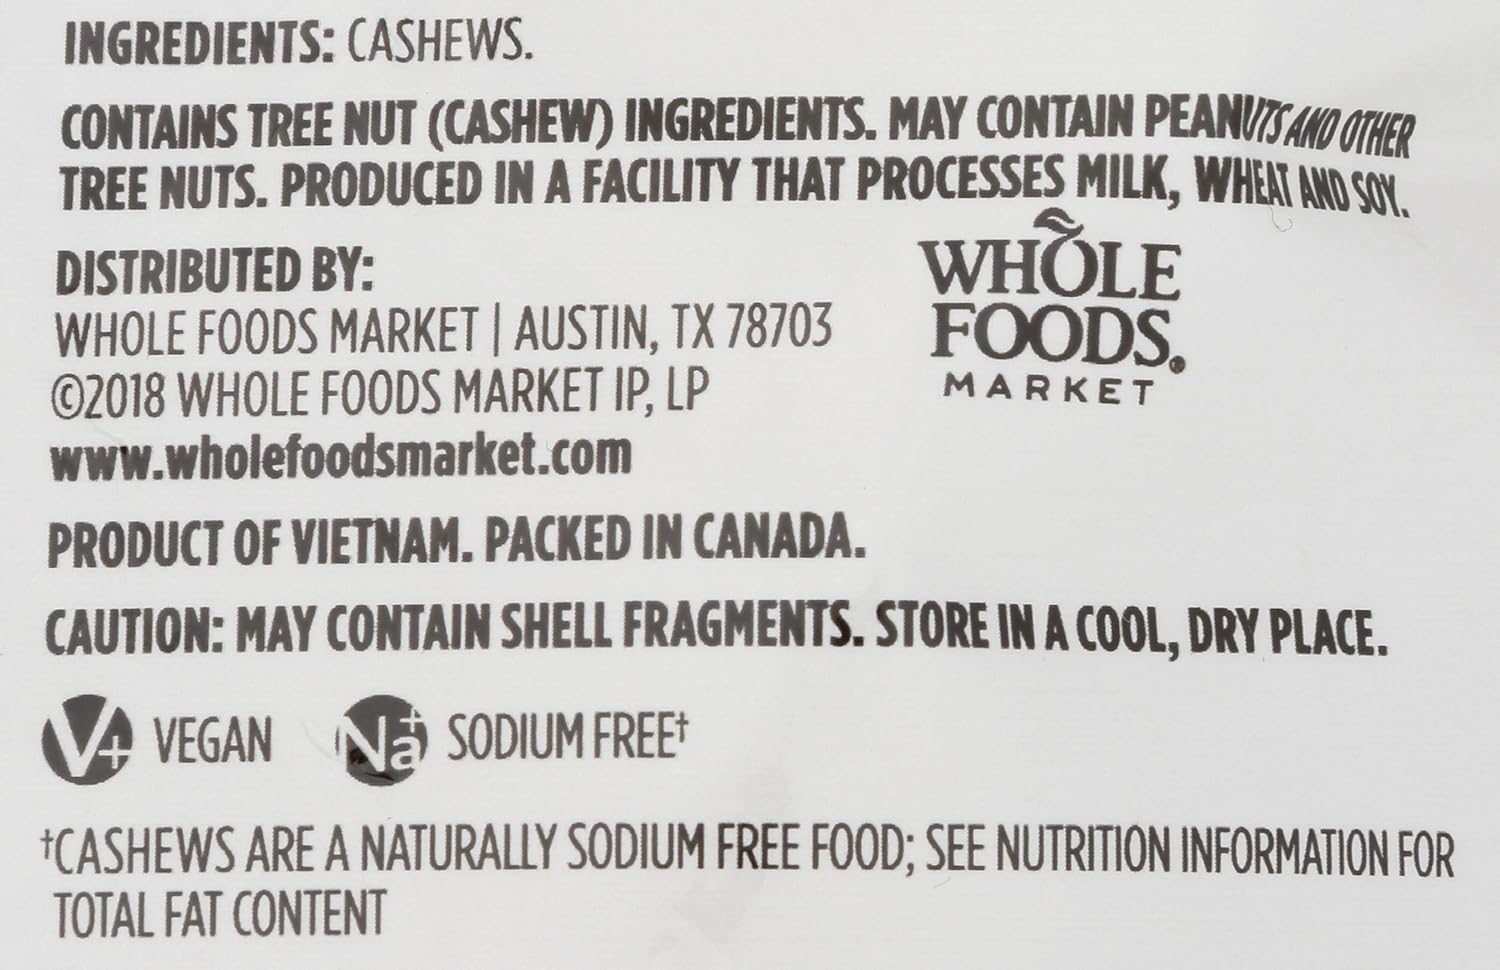 INGREDIENTS: CASHEWS.
CONTAINS TREE NUT (CASHEW) INGREDIENTS. MAY CONTAIN PEANUTS AND OTHER
TREE NUTS. PRODUCED IN A FACILITY THAT PROCESSES MILK, WHEAT AND SOY.
DISTRIBUTED BY:
WHOLE FOODS MARKET | AUSTIN, TX 78703
©2018 WHOLE FOODS MARKET IP, LP
www.wholefoodsmarket.com
WHOLE
FOODS®
MARKET
PRODUCT OF VIETNAM. PACKED IN CANADA.
CAUTION: MAY CONTAIN SHELL FRAGMENTS. STORE IN A COOL, DRY PLACE.
V+ VEGAN Na+ SODIUM FREE†
†CASHEWS ARE A NATURALLY SODIUM FREE FOOD; SEE NUTRITION INFORMATION FOR
TOTAL FAT CONTENT